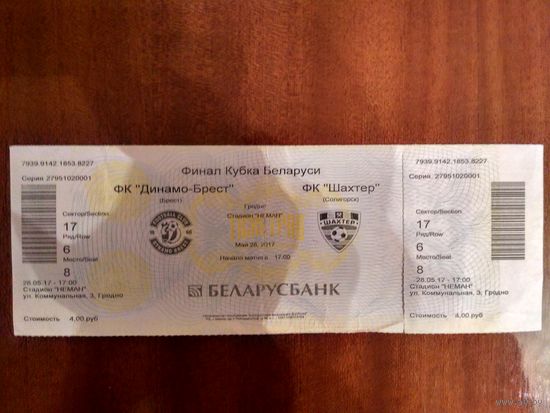 7939.9142.1853.8227
Серия 27951020001
Сектор/Section
17
Ряд/Row
6
Место/Seat
8
28.05.17 - 17:00
Стадион "НЕМАН"
ул. Коммунальная, 3, Гродно
Стоимость 4,00 руб
Финал Кубка Беларуси
ФК "Динамо-Брест"
(Брест)
ФК "Шахтер"
(Солигорск)
Гродно
Стадион "НЕМАН"
Мая 28, 2017
Начало матча в 17:00
ШАХТЕР
БЕЛАРУСБАНК
7939.9142.1853.8227
Серия 27951020001
Сектор/Section
17
Ряд/Row
6
Место/Seat
8
28.05.17 - 17:00
Стадион "НЕМАН"
ул. Коммунальная, 3, Гродно
Стоимость 4,00 руб